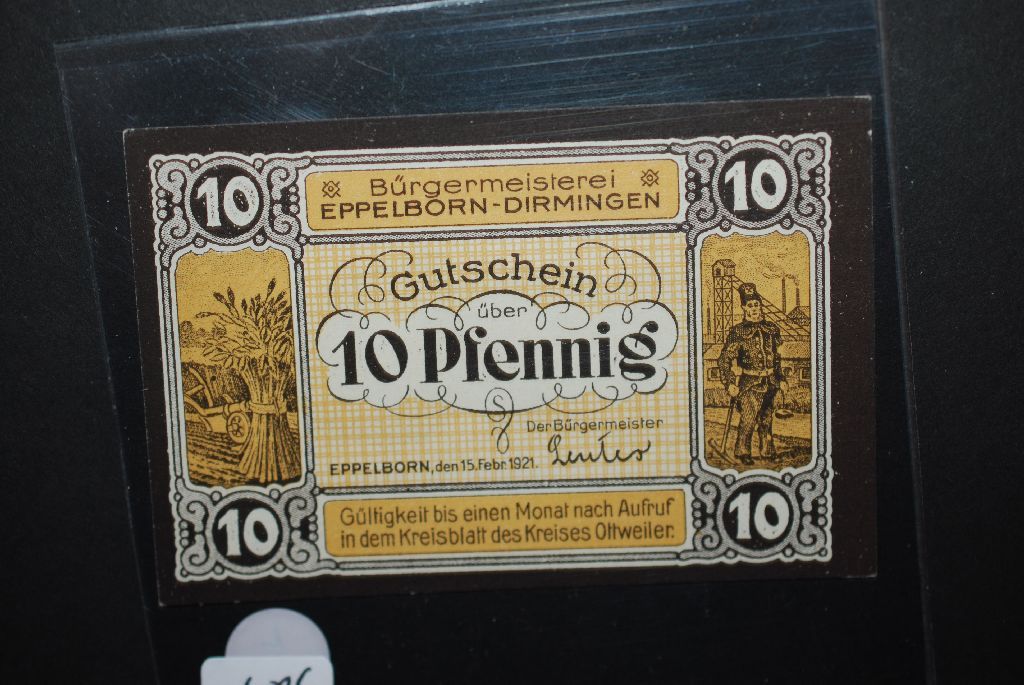 10
10
Bürgermeisterei
EPPELBORN-DIRMINGEN
Gutschein
über
10 Pfennig
Der Bürgermeister
EPPELBORN, den 15. Febr. 1921.
10
10
Gültigkeit bis einen Monat nach Aufruf
in dem Kreisblatt des Kreises Ottweiler.